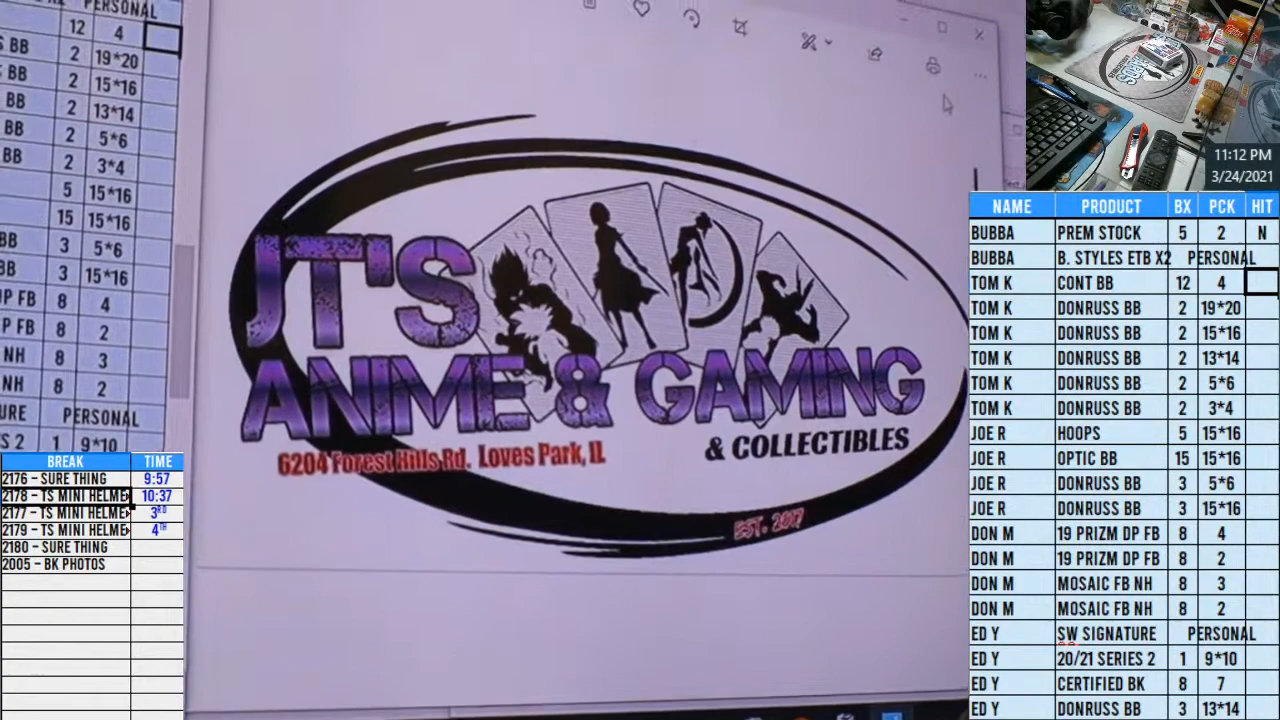 PERSONAL
12 4
S BB 2 19*20
BB 2 15*16
BB 2 13*14
BB 2 5*6
BB 2 3*4
5 15*16
15 15*16
BB 3 5*6
BB 3 15*16
DP FB 8 4
P FB 8 2
NH 8 3
NH 8 2
URE PERSONAL
S 2 1 9*10
JT'S
ANIME & GAMING
& COLLECTIBLES
6204 Forest Hills Rd. Loves Park, IL
EST. 2017
11:12 PM
3/24/2021
BREAK TIME
2176 - SURE THING 9:57
2178 - TS MINI HELME 10:37
2177 - TS MINI HELME 3RD
2179 - TS MINI HELME 4TH
2180 - SURE THING
2005 - BK PHOTOS
NAME PRODUCT BX PCK HIT
BUBBA PREM STOCK 5 2 N
BUBBA B. STYLES ETB X2 PERSONAL
TOM K CONT BB 12 4
TOM K DONRUSS BB 2 19*20
TOM K DONRUSS BB 2 15*16
TOM K DONRUSS BB 2 13*14
TOM K DONRUSS BB 2 5*6
TOM K DONRUSS BB 2 3*4
JOE R HOOPS 5 15*16
JOE R OPTIC BB 15 15*16
JOE R DONRUSS BB 3 5*6
JOE R DONRUSS BB 3 15*16
DON M 19 PRIZM DP FB 8 4
DON M 19 PRIZM DP FB 8 2
DON M MOSAIC FB NH 8 3
DON M MOSAIC FB NH 8 2
ED Y SW SIGNATURE PERSONAL
ED Y 20/21 SERIES 2 1 9*10
ED Y CERTIFIED BK 8 7
ED Y DONRUSS BB 3 13*14